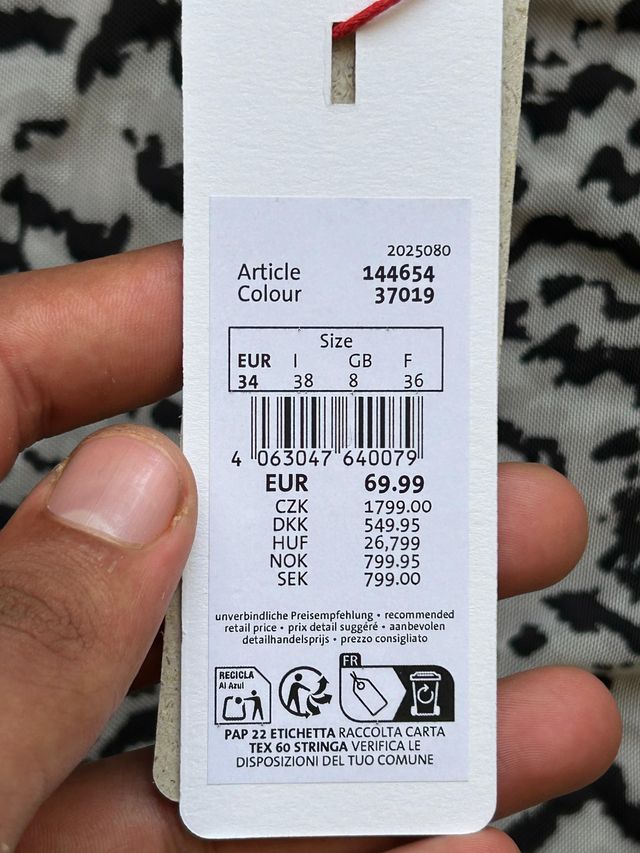 2025080
Article 144654
Colour 37019
Size
EUR I GB F
34 38 8 36
4 063047 640079
EUR 69.99
CZK 1799.00
DKK 549.95
HUF 26,799
NOK 799.95
SEK 799.00
unverbindliche Preisempfehlung • recommended
retail price • prix detail suggéré • aanbevolen
detailhandelsprijs • prezzo consigliato
FR
RECICLA
Al Azul
PAP 22 ETICHETTA RACCOLTA CARTA
TEX 60 STRINGA VERIFICA LE
DISPOSIZIONI DEL TUO COMUNE